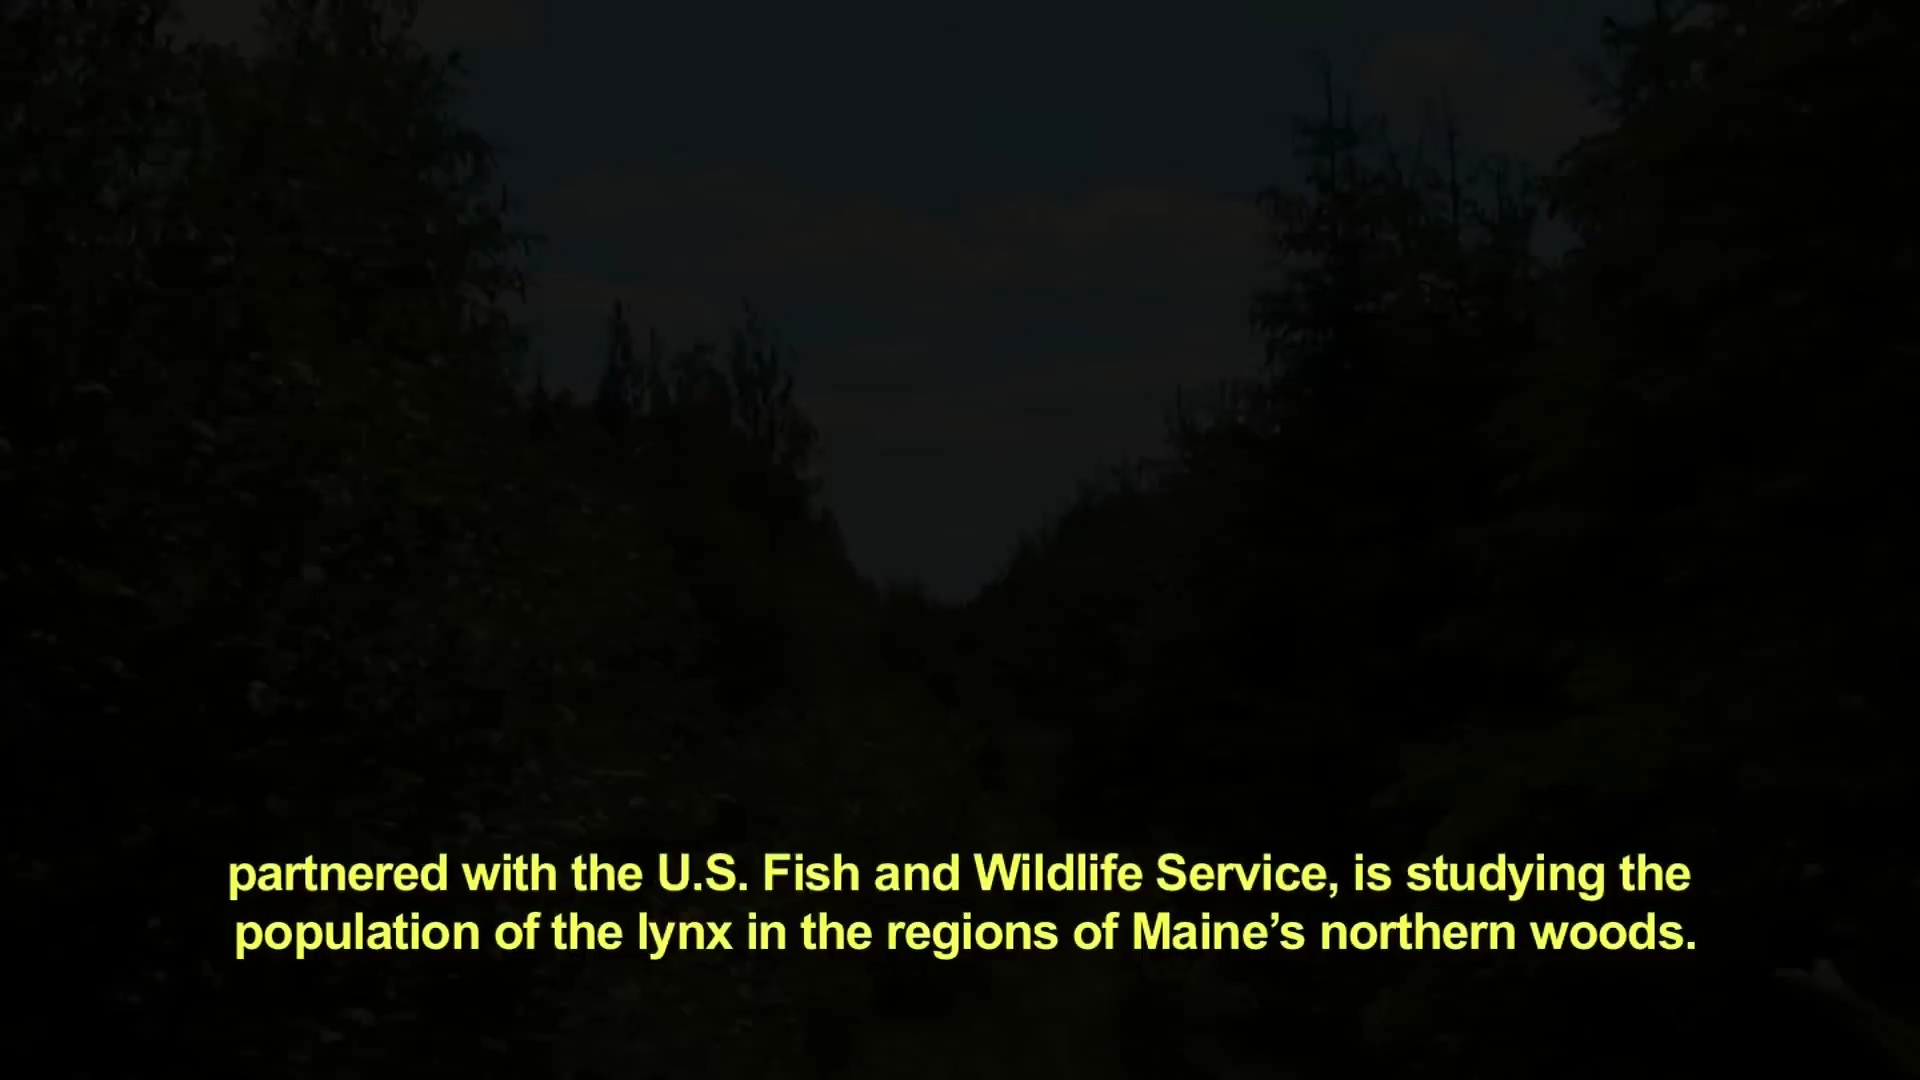 partnered with the U.S. Fish and Wildlife Service, is studying the
population of the lynx in the regions of Maine’s northern woods.